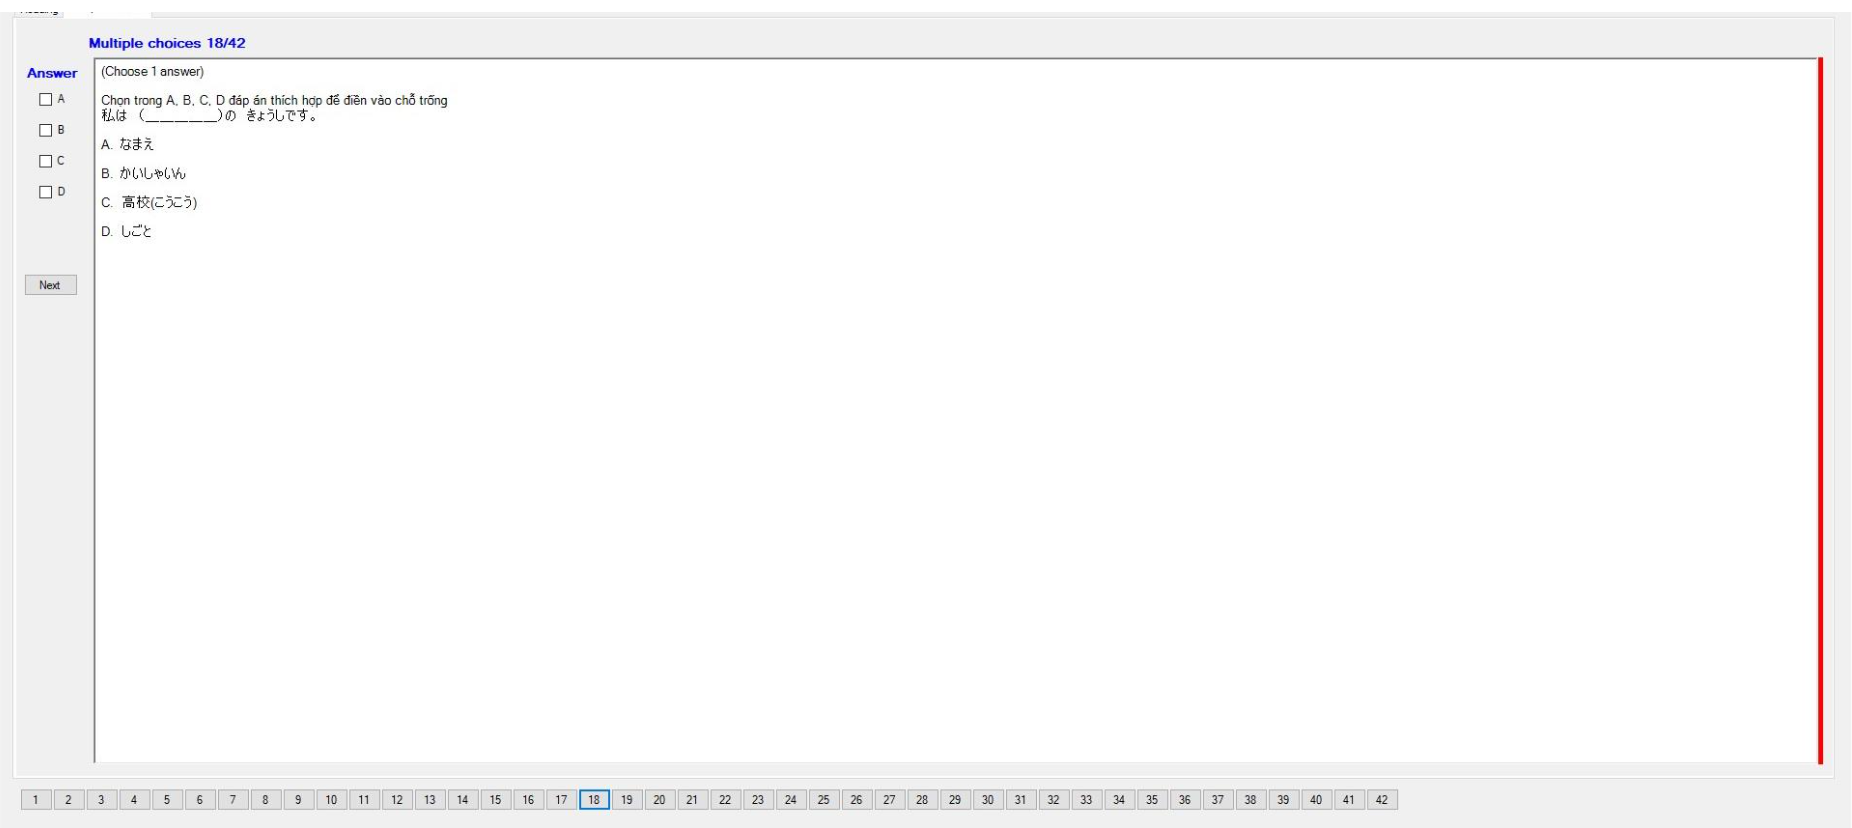 Multiple choices 18/42
Answer
(Choose 1 answer)
A
B
C
D
Chọn trong A, B, C, D đáp án thích hợp để điền vào chỗ trống
私は （__________)の きょうしです。
A. なまえ
B. かいしゃいん
C. 高校(こうこう)
D. しごと
Next
1 2 3 4 5 6 7 8 9 10 11 12 13 14 15 16 17 18 19 20 21 22 23 24 25 26 27 28 29 30 31 32 33 34 35 36 37 38 39 40 41 42